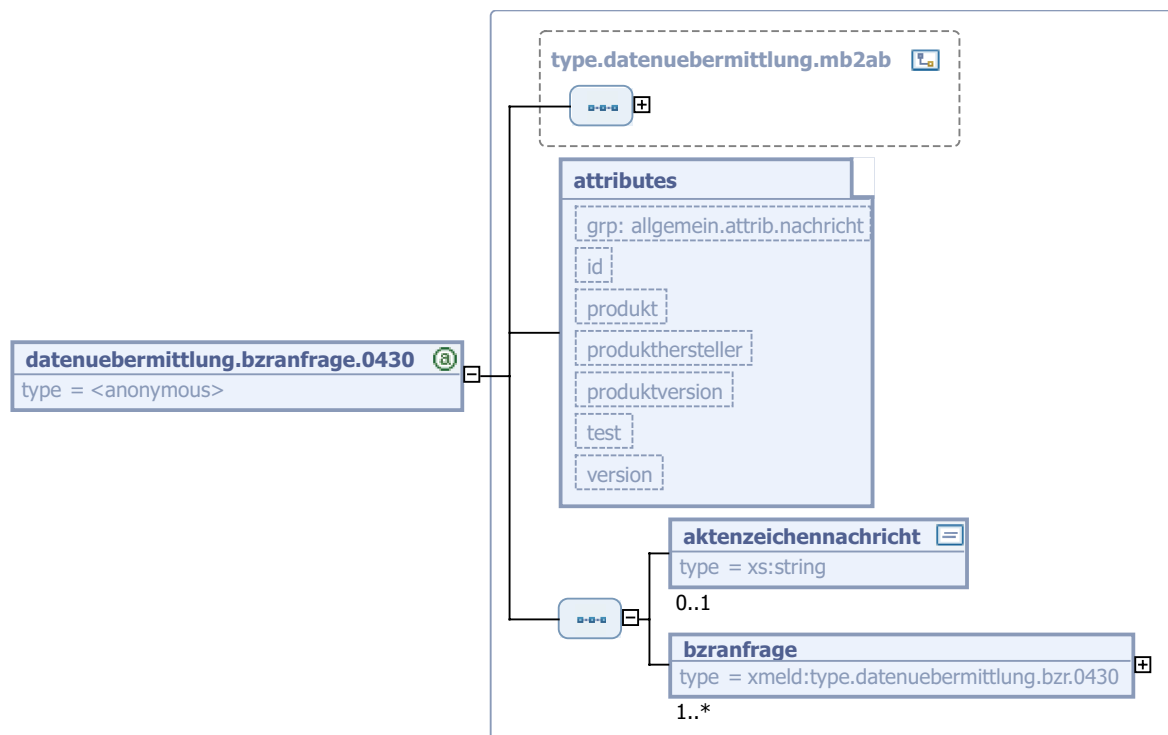 type.datenuebermittlung.mb2ab
attributes
grp: allgemein.attrib.nachricht
id
produkt
produkthersteller
produktversion
test
version
datenuebermittlung.bzranfrage.0430
type = <anonymous>
aktenzeichennachricht
type = xs:string
0..1
bzranfrage
type = xmeld:type.datenuebermittlung.bzr.0430
1..*